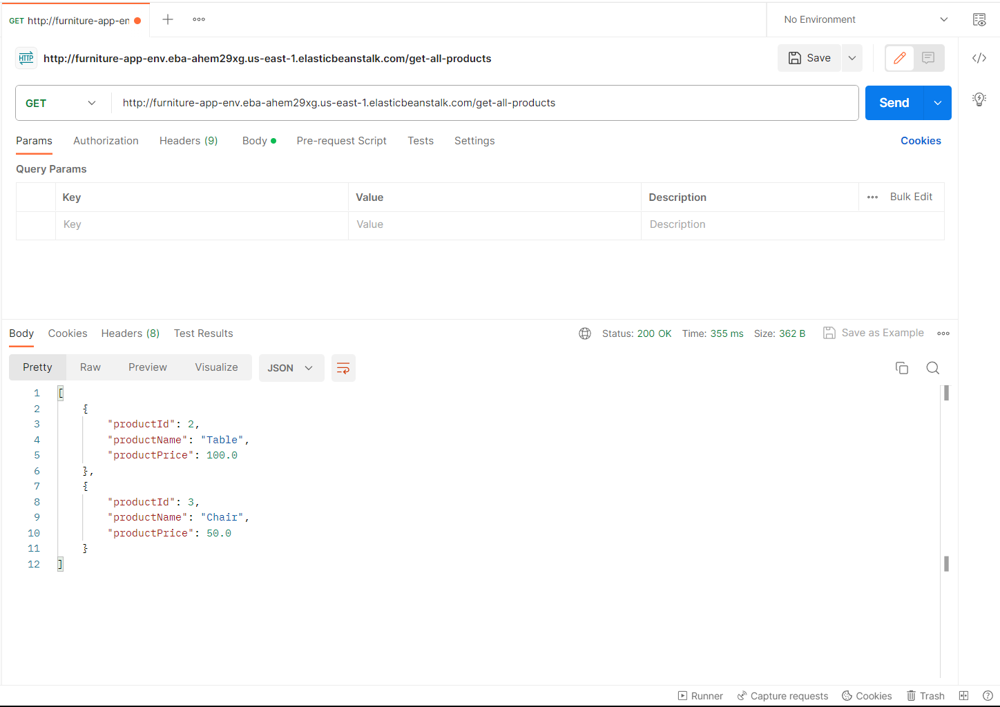 GET http://furniture-app-en
No Environment
HTTP http://furniture-app-env.eba-ahem29xg.us-east-1.elasticbeanstalk.com/get-all-products
Save
GET http://furniture-app-env.eba-ahem29xg.us-east-1.elasticbeanstalk.com/get-all-products
Send
Params Authorization Headers (9) Body Pre-request Script Tests Settings Cookies
Query Params
Key Value Description Bulk Edit
Key Value Description
Body Cookies Headers (8) Test Results Status: 200 OK Time: 355 ms Size: 362 B Save as Example
Pretty Raw Preview Visualize JSON
1 [
2 {
3 "productId": 2,
4 "productName": "Table",
5 "productPrice": 100.0
6 },
7 {
8 "productId": 3,
9 "productName": "Chair",
10 "productPrice": 50.0
11 }
12 ]
Runner Capture requests Cookies Trash